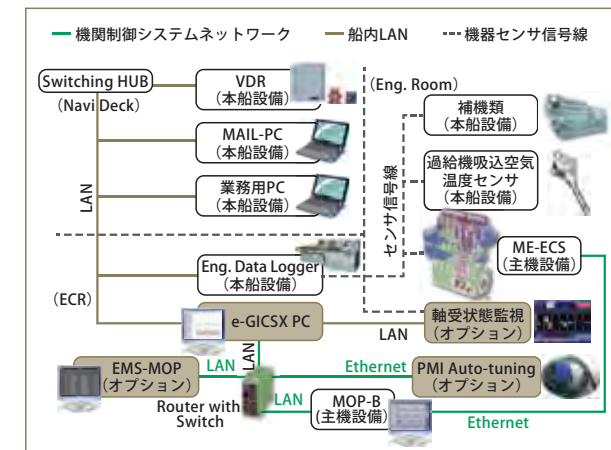 機関制御システムネットワーク
船内LAN
機器センサ信号線
Switching HUB
(Navi Deck)
VDR
(本船設備)
(Eng. Room)
補機類
(本船設備)
MAIL-PC
(本船設備)
過給機吸込空気
温度センサ
(本船設備)
業務用PC
(本船設備)
LAN
センサ信号線
ME-ECS
(主機設備)
Eng. Data Logger
(本船設備)
(ECR)
e-GICSX PC
LAN
軸受状態監視
(オプション)
LAN
EMS-MOP
(オプション)
LAN
Ethernet
PMI Auto-tuning
(オプション)
Router with
Switch
LAN
MOP-B
(主機設備)
Ethernet